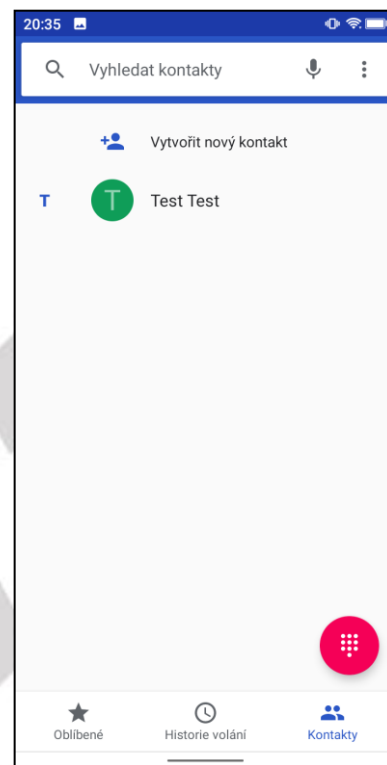 20:35
Vyhledat kontakty
Vytvořit nový kontakt
T T Test Test
Oblíbené Historie volání Kontakty